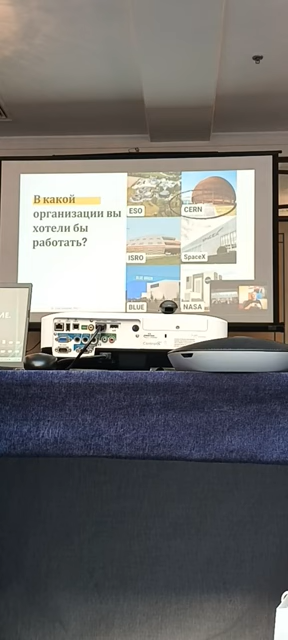 В какой
организации вы
хотели бы
работать?
ESO
CERN
ISRO
SpaceX
BLUE
NASA